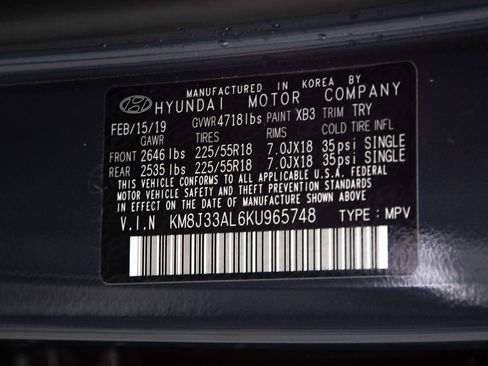 MANUFACTURED IN KOREA BY
HYUNDAI MOTOR COMPANY
FEB/15/19 GVWR 4718 lbs PAINT XB3 TRIM TRY
GAWR TIRES RIMS COLD TIRE INFL
FRONT 2646 lbs 225/55R18 7.0JX18 35psi SINGLE
REAR 2535 lbs 225/55R18 7.0JX18 35psi SINGLE
THIS VEHICLE CONFORMS TO ALL APPLICABLE U.S.A. FEDERAL
MOTOR VEHICLE SAFETY AND THEFT PREVENTION STANDARDS
IN EFFECT ON THE DATE OF MANUFACTURE SHOWN ABOVE.
V.I.N KM8J33AL6KU965748 TYPE : MPV